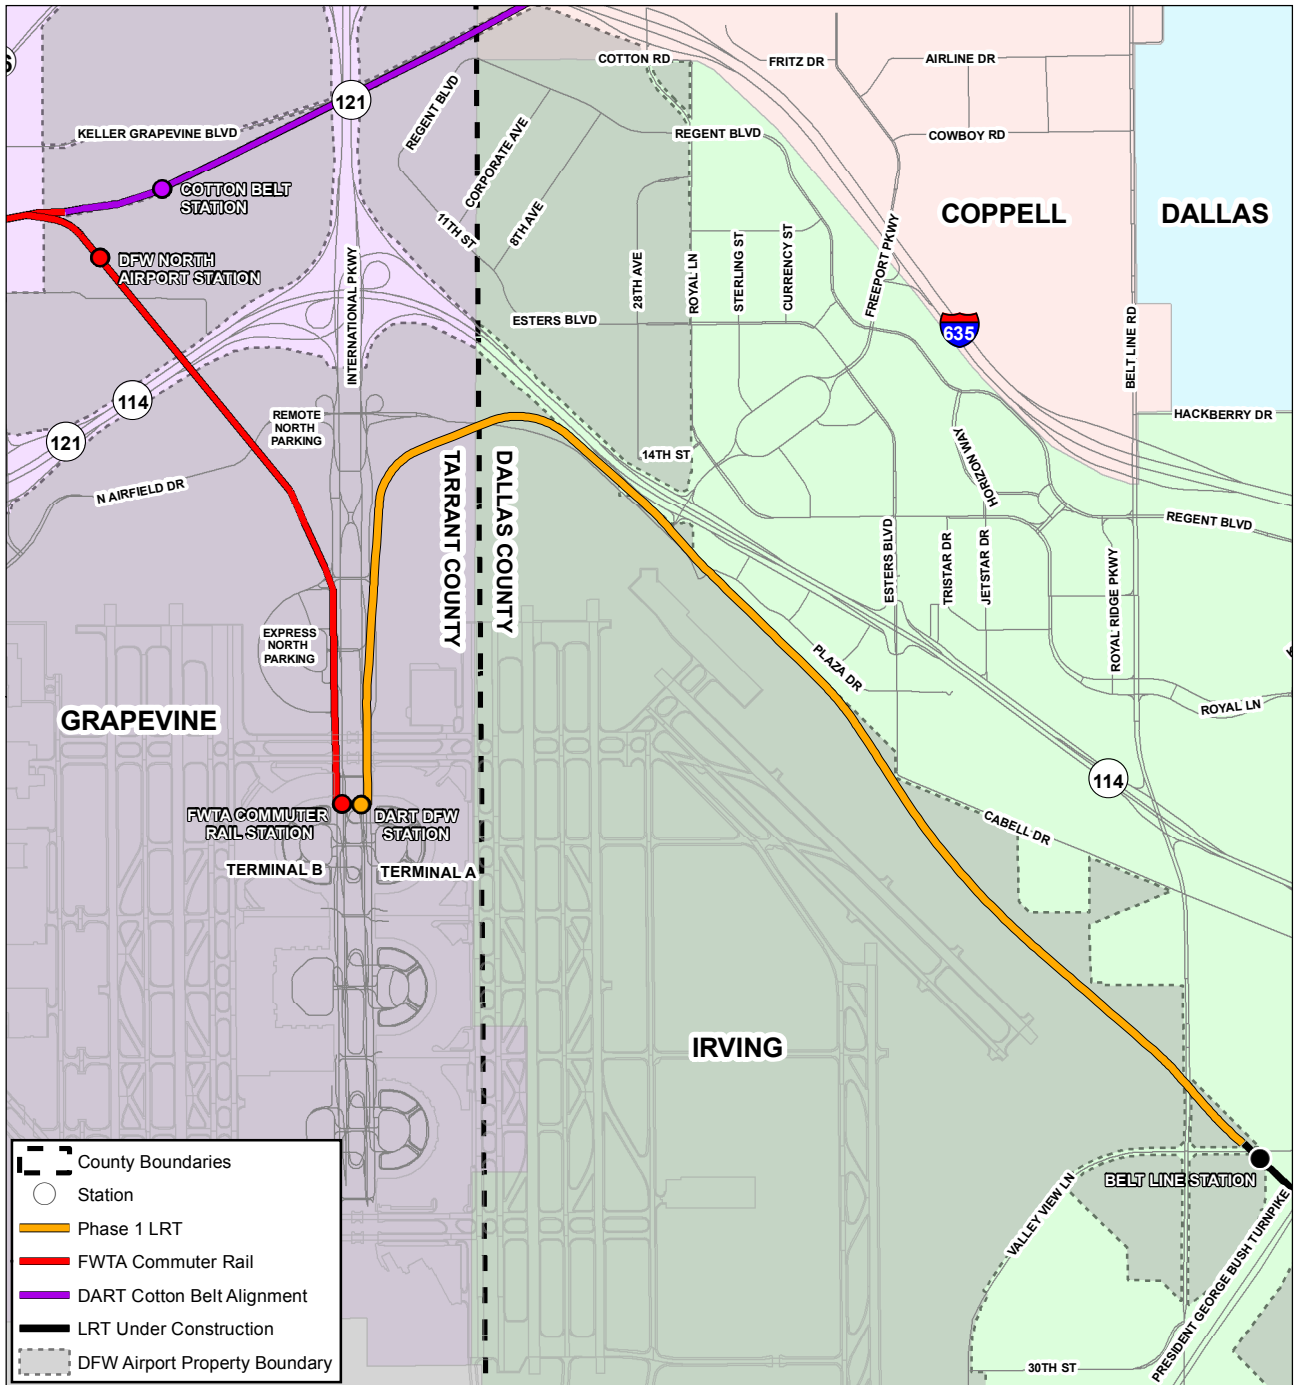 121
COTTON RD
FRITZ DR
AIRLINE DR
KELLER GRAPEVINE BLVD
REGENT BLVD
CORPORATE AVE
REGENT BLVD
COWBOY RD
COTTON BELT
STATION
11TH ST
8TH AVE
COPPELL
DALLAS
DFW NORTH
AIRPORT STATION
INTERNATIONAL PKWY
28TH AVE
ROYAL LN
STERLING ST
CURRENCY ST
FREEPORT PKWY
ESTERS BLVD
635
BELT LINE RD
114
121
REMOTE
NORTH
PARKING
HACKBERRY DR
14TH ST
HORIZON WAY
N AIRFIELD DR
TARRANT COUNTY
DALLAS COUNTY
REGENT BLVD
ESTERS BLVD
TRISTAR DR
JETSTAR DR
ROYAL RIDGE PKWY
EXPRESS
NORTH
PARKING
PLAZA DR
GRAPEVINE
ROYAL LN
114
FWTA COMMUTER
RAIL STATION
DART DFW
STATION
CABELL DR
TERMINAL B
TERMINAL A
IRVING
BELT LINE STATION
VALLEY VIEW LN
PRESIDENT GEORGE BUSH TURNPIKE
30TH ST
County Boundaries
Station
Phase 1 LRT
FWTA Commuter Rail
DART Cotton Belt Alignment
LRT Under Construction
DFW Airport Property Boundary